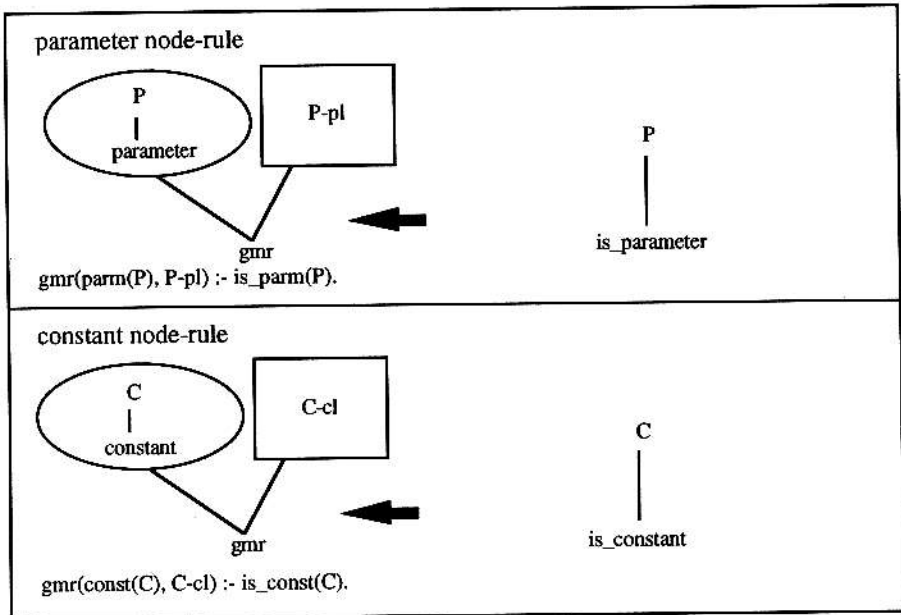 parameter node-rule
P
parameter
P-pl
gmr
P
is_parameter
gmr(parm(P), P-pl) :- is_parm(P).
constant node-rule
C
constant
C-cl
gmr
C
is_constant
gmr(const(C), C-cl) :- is_const(C).